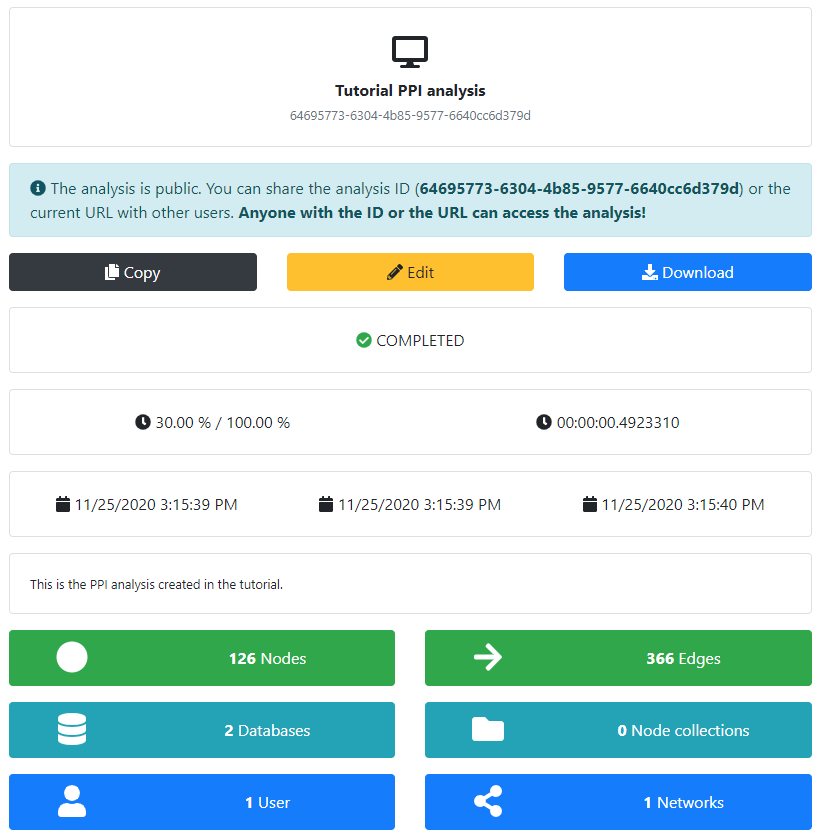 Tutorial PPI analysis
64695773-6304-4b85-9577-6640cc6d379d
The analysis is public. You can share the analysis ID (64695773-6304-4b85-9577-6640cc6d379d) or the
current URL with other users. Anyone with the ID or the URL can access the analysis!
Copy
Edit
Download
COMPLETED
30.00 % / 100.00 %
00:00:00.4923310
11/25/2020 3:15:39 PM
11/25/2020 3:15:39 PM
11/25/2020 3:15:40 PM
This is the PPI analysis created in the tutorial.
126 Nodes
366 Edges
2 Databases
0 Node collections
1 User
1 Networks